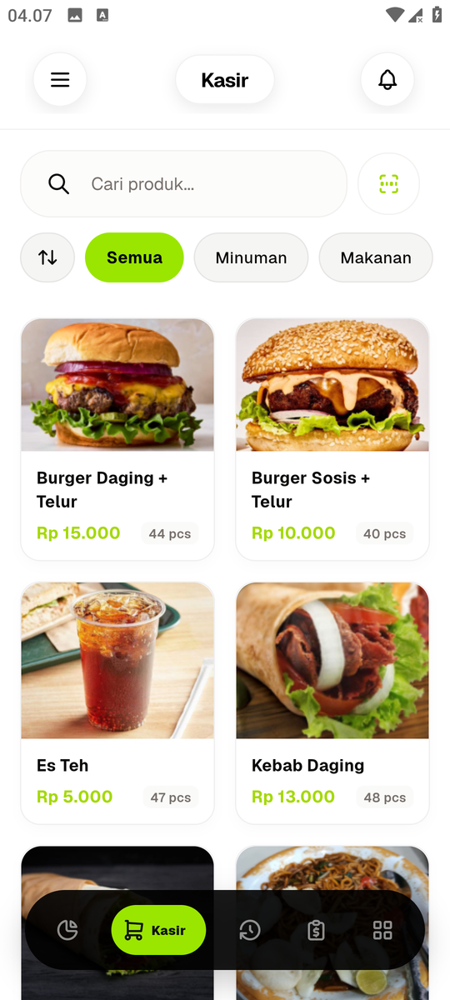 04.07
Kasir
Cari produk...
Semua
Minuman
Makanan
Burger Daging +
Telur
Rp 15.000
44 pcs
Burger Sosis +
Telur
Rp 10.000
40 pcs
Es Teh
Rp 5.000
47 pcs
Kebab Daging
Rp 13.000
48 pcs
Kasir